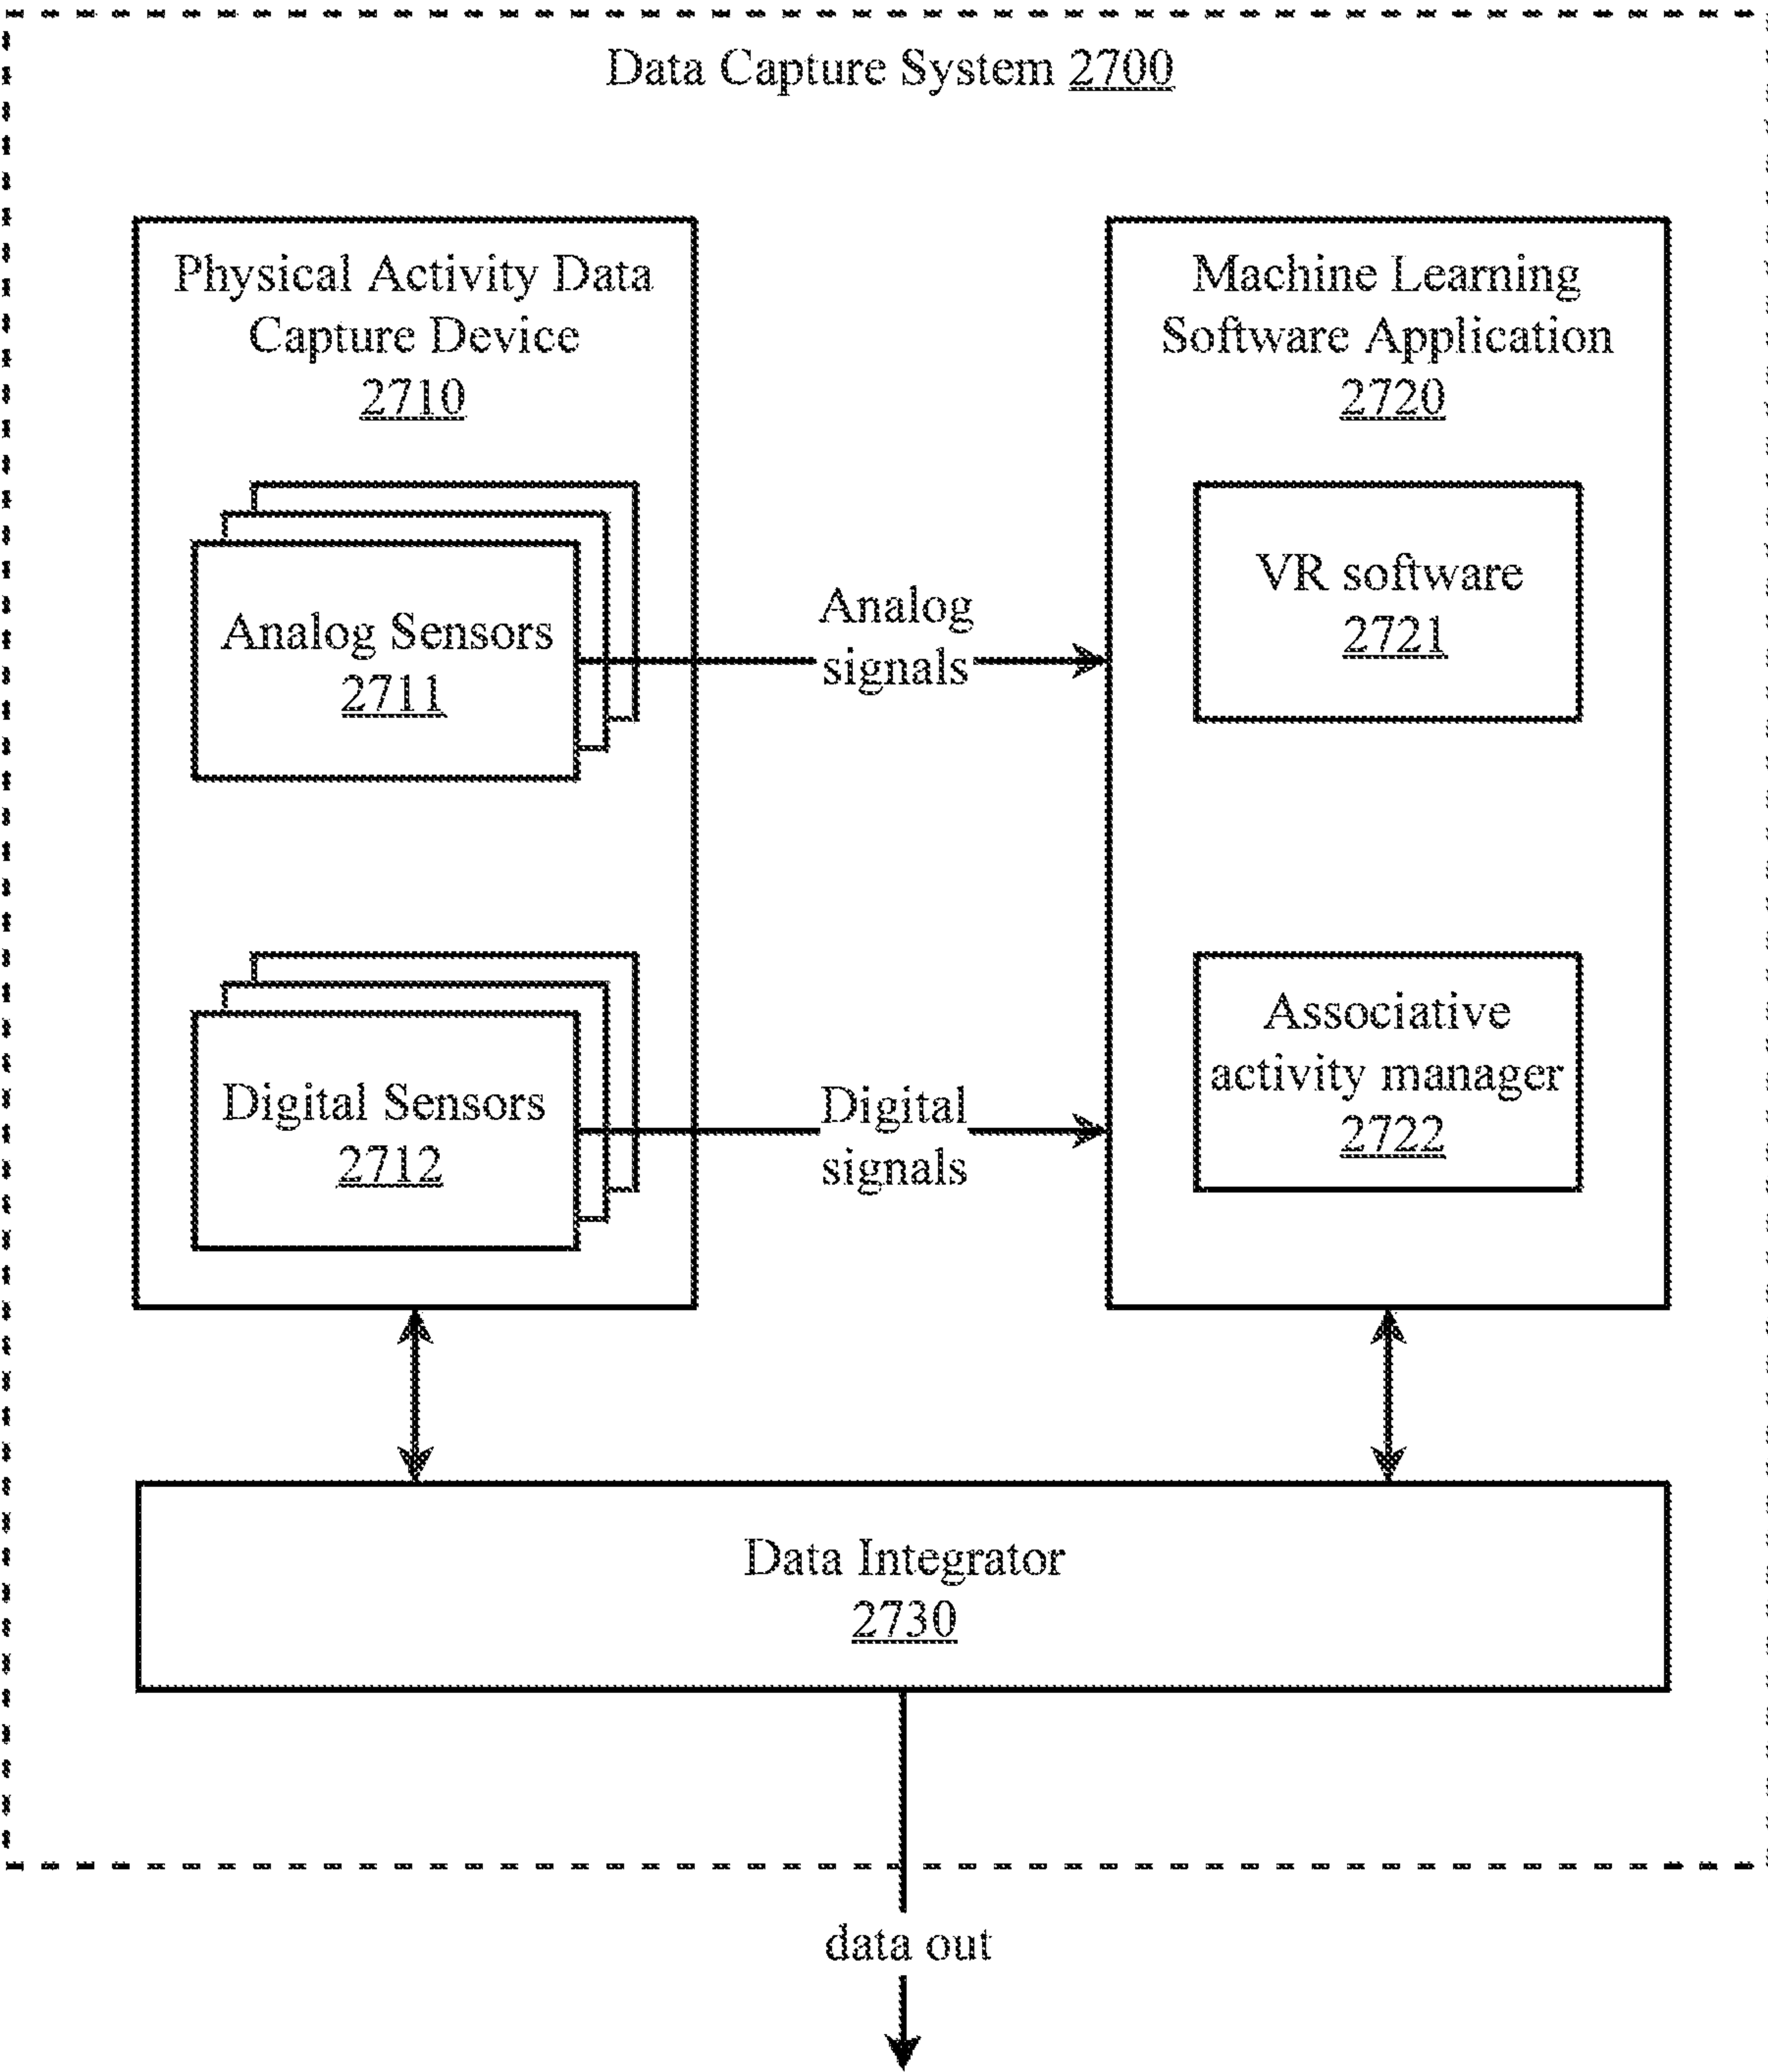 Data Capture System 2700
Physical Activity Data
Capture Device
2710
Analog Sensors
2711
Digital Sensors
2712
Analog
signals
Digital
signals
Machine Learning
Software Application
2720
VR software
2721
Associative
activity manager
2722
Data Integrator
2730
data out